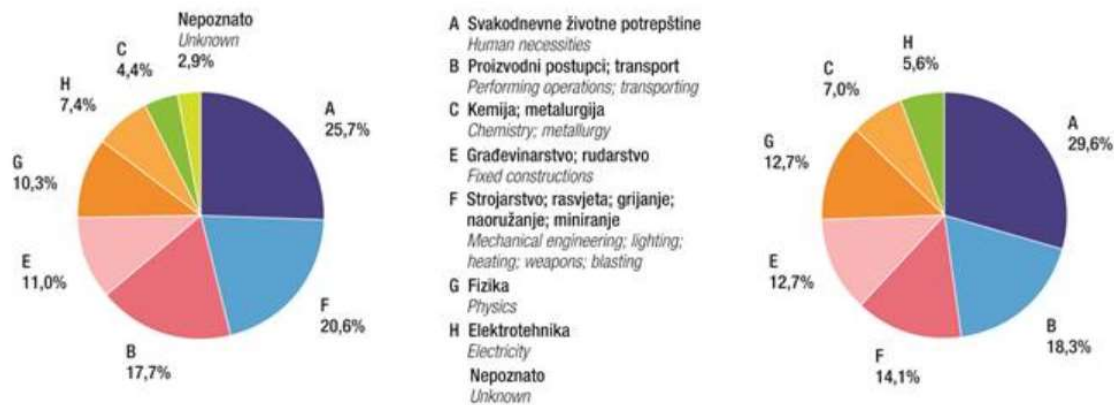 Nepoznato
Unknown
2,9%
C
4,4%
H
7,4%
G
10,3%
E
11,0%
B
17,7%
F
20,6%
A
25,7%
A Svakodnevne životne potrepštine
Human necessities
B Proizvodni postupci; transport
Performing operations; transporting
C Kemija; metalurgija
Chemistry; metallurgy
E Građevinarstvo; rudarstvo
Fixed constructions
F Strojarstvo; rasvjeta; grijanje;
naoružanje; miniranje
Mechanical engineering; lighting;
heating; weapons; blasting
G Fizika
Physics
H Elektrotehnika
Electricity
Nepoznato
Unknown
H
5,6%
C
7,0%
G
12,7%
E
12,7%
F
14,1%
B
18,3%
A
29,6%